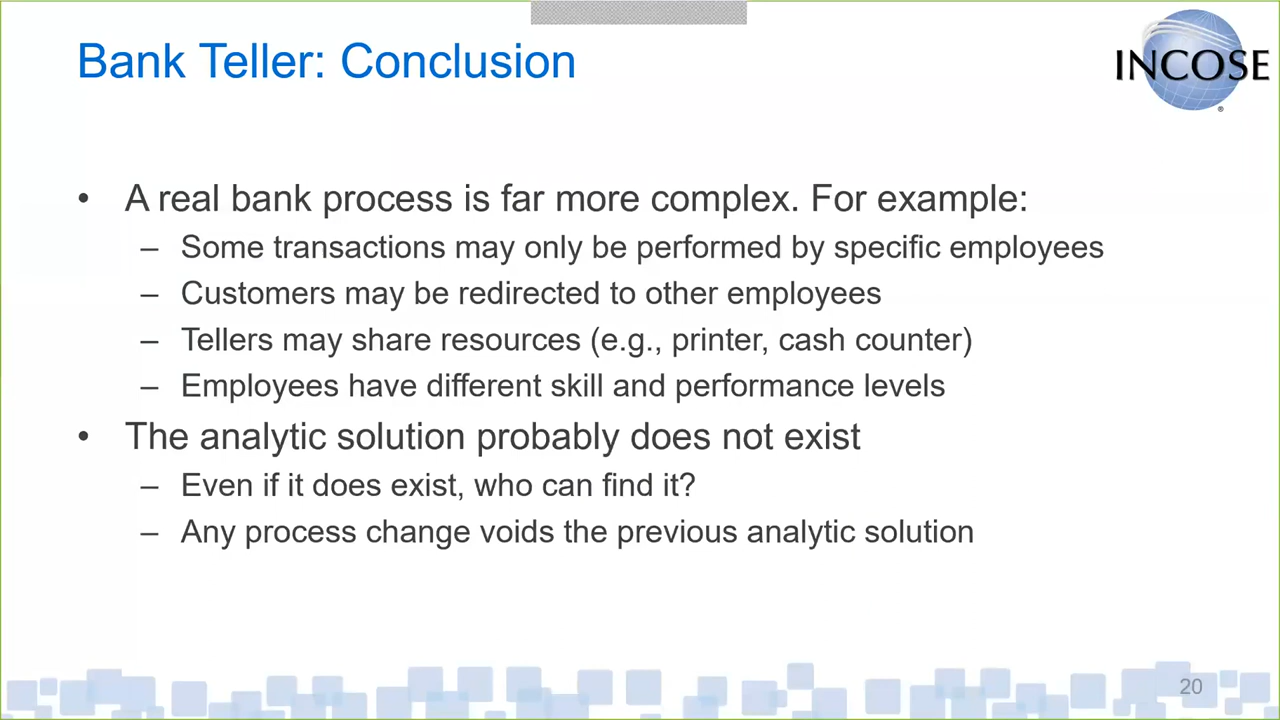 Bank Teller: Conclusion
INCOSE
®
• A real bank process is far more complex. For example:
– Some transactions may only be performed by specific employees
– Customers may be redirected to other employees
– Tellers may share resources (e.g., printer, cash counter)
– Employees have different skill and performance levels
• The analytic solution probably does not exist
– Even if it does exist, who can find it?
– Any process change voids the previous analytic solution
20